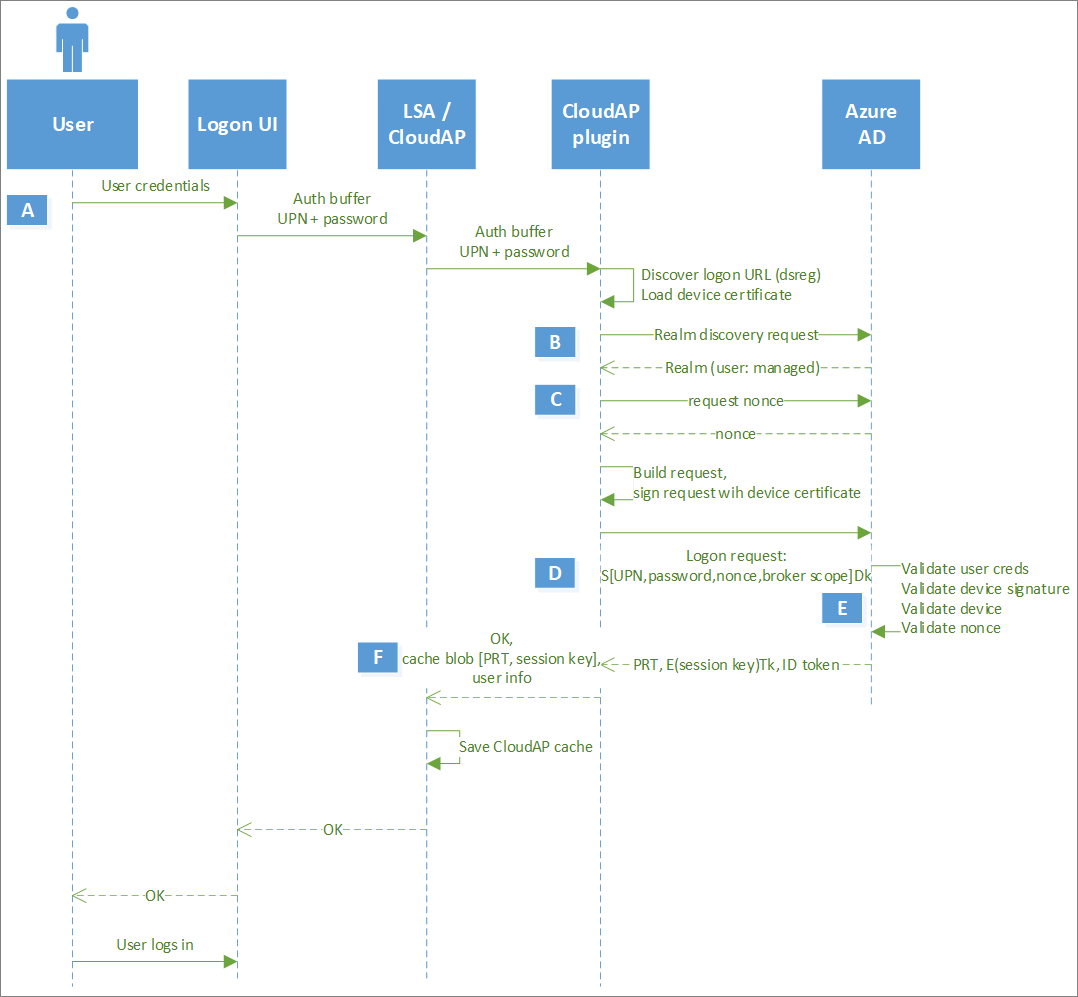 User
Logon UI
LSA /
CloudAP
CloudAP
plugin
Azure
AD
A
User credentials
Auth buffer
UPN + password
Auth buffer
UPN + password
Discover logon URL (dsreg)
Load device certificate
B
Realm discovery request
Realm (user: managed)
C
request nonce
nonce
Build request,
sign request wih device certificate
D
Logon request:
S[UPN,password,nonce,broker scope]Dk
E
Validate user creds
Validate device signature
Validate device
Validate nonce
F
OK,
cache blob [PRT, session key],
user info
PRT, E(session key)Tk, ID token
Save CloudAP cache
OK
OK
User logs in